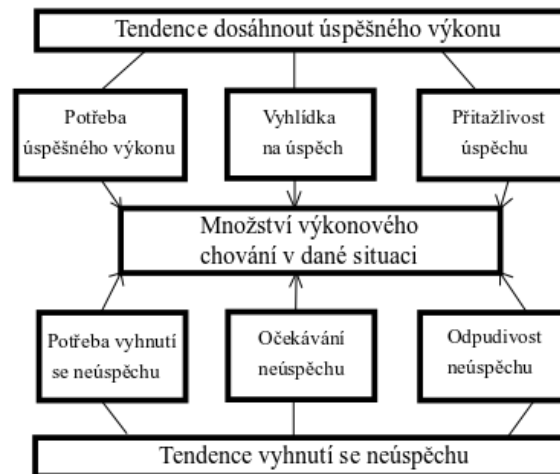 Tendence dosáhnout úspěšného výkonu
Potřeba
úspěšného výkonu
Vyhlídka
na úspěch
Přitažlivost
úspěchu
Množství výkonového
chování v dané situaci
Potřeba vyhnutí
se neúspěchu
Očekávání
neúspěchu
Odpudivost
neúspěchu
Tendence vyhnutí se neúspěchu